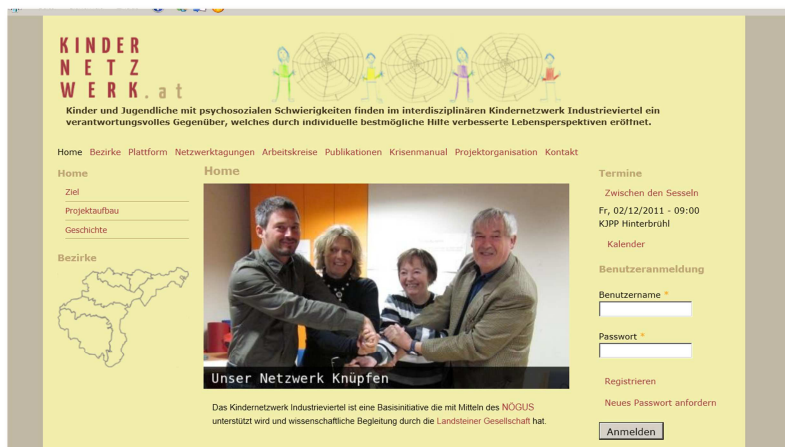 KINDER
NETZ
WERK.at
Kinder und Jugendliche mit psychosozialen Schwierigkeiten finden im interdisziplinären Kindernetzwerk Industrieviertel ein
verantwortungsvolles Gegenüber, welches durch individuelle bestmögliche Hilfe verbesserte Lebensperspektiven eröffnet.
Home Bezirke Plattform Netzwerktagungen Arbeitskreise Publikationen Krisenmanual Projektorganisation Kontakt
Home
Ziel
Projektaufbau
Geschichte
Bezirke
Home
Unser Netzwerk Knüpfen
Das Kindernetzwerk Industrieviertel ist eine Basisinitiative die mit Mitteln des NÖGUS
unterstützt wird und wissenschaftliche Begleitung durch die Landsteiner Gesellschaft hat.
Termine
Zwischen den Sesseln
Fr, 02/12/2011 - 09:00
KJPP Hinterbrühl
Kalender
Benutzeranmeldung
Benutzername *
Passwort *
Registrieren
Neues Passwort anfordern
Anmelden